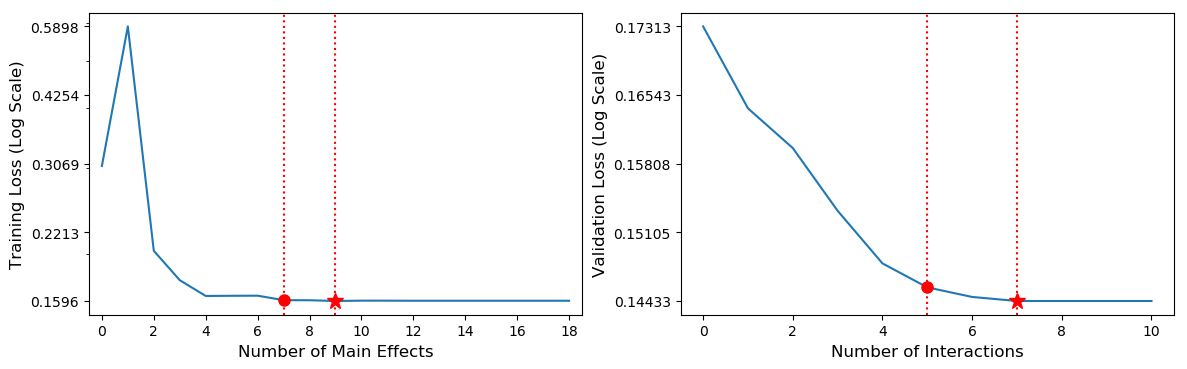 Training Loss (Log Scale)
0.5898
0.4254
0.3069
0.2213
0.1596
0 2 4 6 8 10 12 14 16 18
Number of Main Effects
Validation Loss (Log Scale)
0.17313
0.16543
0.15808
0.15105
0.14433
0 2 4 6 8 10
Number of Interactions